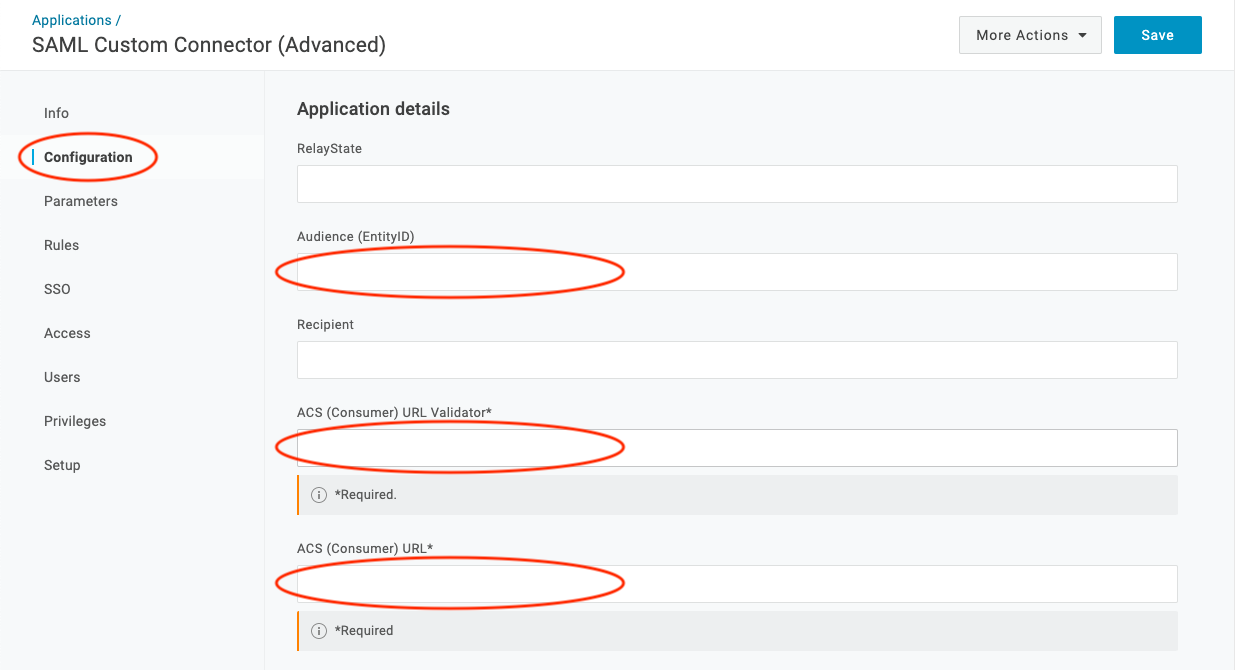 Applications /
SAML Custom Connector (Advanced)
More Actions
Save
Info
Configuration
Parameters
Rules
SSO
Access
Users
Privileges
Setup
Application details
RelayState
Audience (EntityID)
Recipient
ACS (Consumer) URL Validator*
*Required.
ACS (Consumer) URL*
*Required